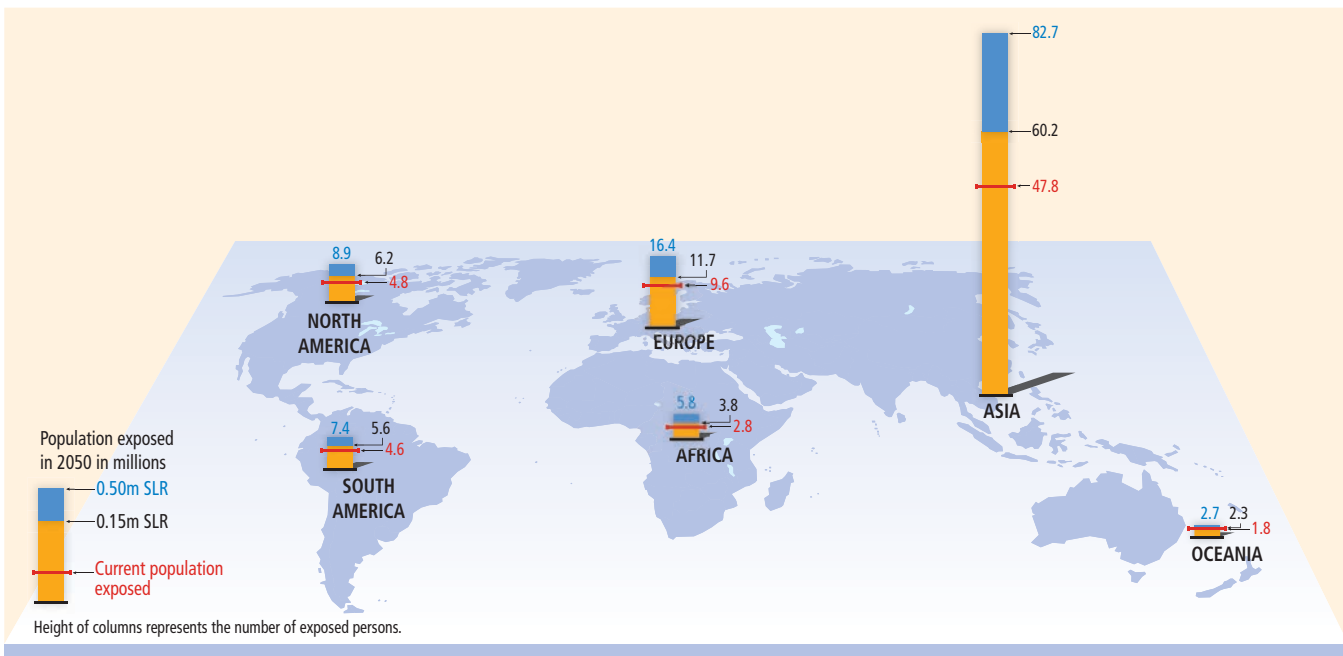 82.7
60.2
47.8
8.9
6.2
4.8
NORTH
AMERICA
16.4
11.7
9.6
EUROPE
ASIA
5.8
3.8
2.8
AFRICA
7.4
5.6
4.6
SOUTH
AMERICA
2.7
2.3
1.8
OCEANIA
Population exposed
in 2050 in millions
0.50m SLR
0.15m SLR
Current population
exposed
Height of columns represents the number of exposed persons.